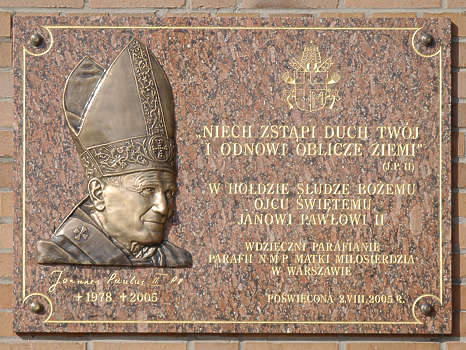 „NIECH ZSTĄPI DUCH TWÓJ
I ODNOWI OBLICZE ZIEMI”
(J.P. II)
W HOŁDZIE SŁUDZE BOŻEMU
OJCU ŚWIĘTEMU
JANOWI PAWŁOWI II
WDZIĘCZNI PARAFIANIE
PARAFII N·M·P MATKI MIŁOSIERDZIA
W WARSZAWIE
Joannes Paulus II PP
+1978 +2005
POŚWIĘCONA 2.VIII.2005 R.